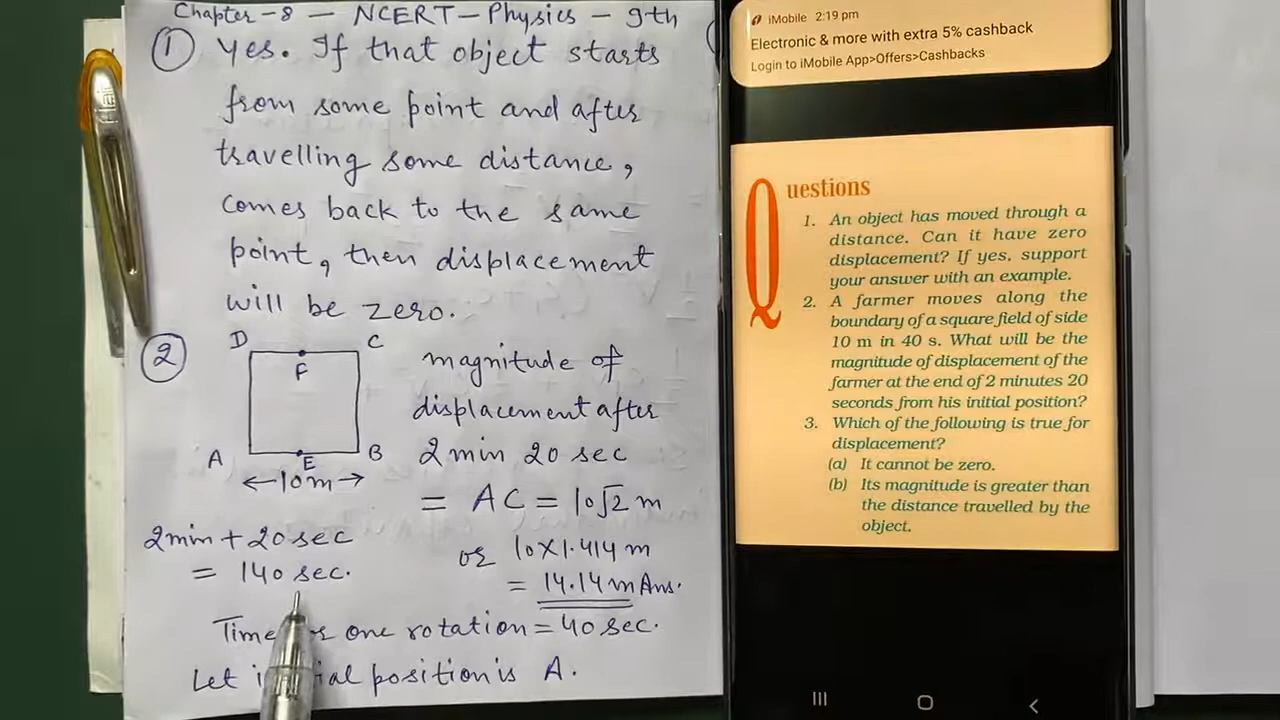 Chapter-8 — NCERT-Physics-9th
① Yes. If that object starts
from some point and after
travelling some distance,
comes back to the same
point, then displacement
will be zero.
②
D C
F
A E B
10m
magnitude of
displacement after
2 min 20 sec
= AC = 10√2 m
or 10X1.414 m
= 14.14 m Ans.
2min+20sec
= 140 sec.
Time one rotation = 40 sec.
Let position is A.
iMobile 2:19 pm
Electronic & more with extra 5% cashback
Login to iMobile App>Offers>Cashbacks
Questions
1. An object has moved through a
distance. Can it have zero
displacement? If yes, support
your answer with an example.
2. A farmer moves along the
boundary of a square field of side
10 m in 40 s. What will be the
magnitude of displacement of the
farmer at the end of 2 minutes 20
seconds from his initial position?
3. Which of the following is true for
displacement?
(a) It cannot be zero.
(b) Its magnitude is greater than
the distance travelled by the
object.